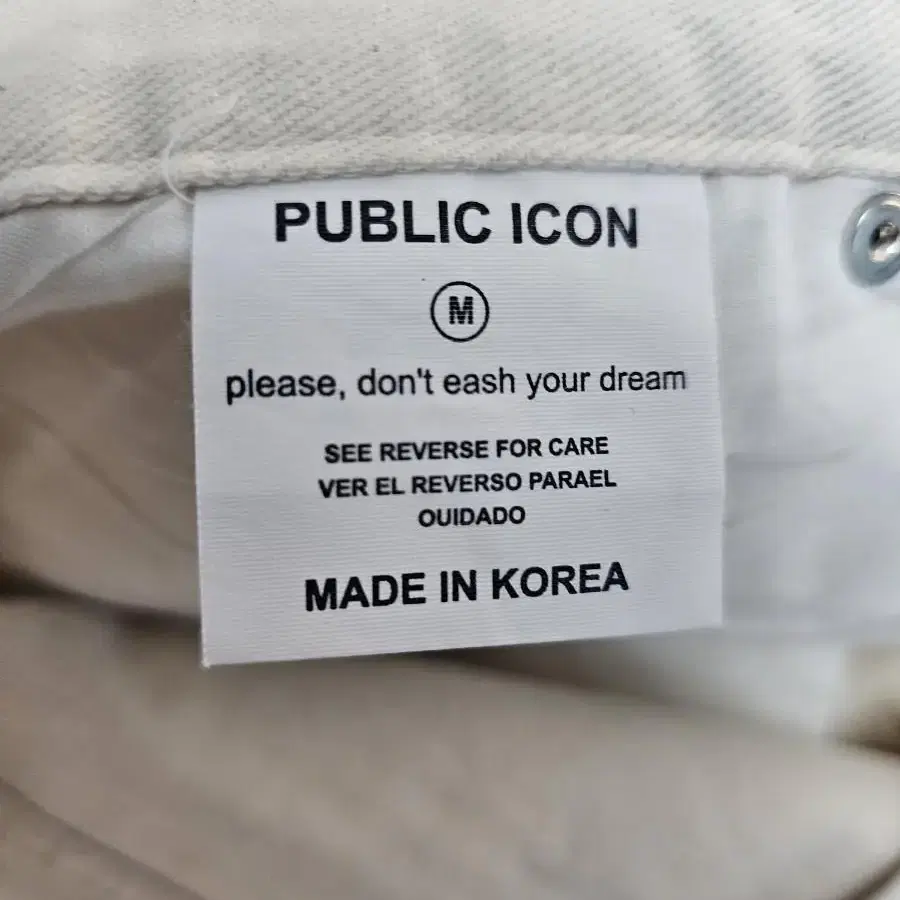 PUBLIC ICON
M
please, don't eash your dream
SEE REVERSE FOR CARE
VER EL REVERSO PARAEL
OUIDADO
MADE IN KOREA